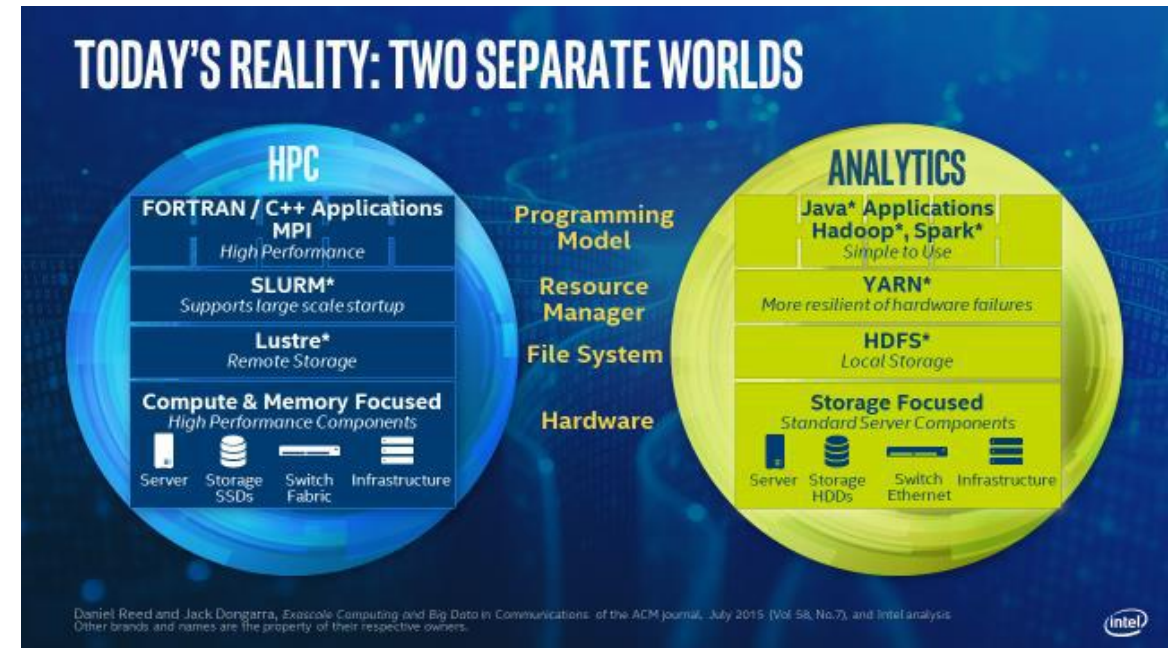 TODAY'S REALITY: TWO SEPARATE WORLDS
HPC
FORTRAN / C++ Applications
MPI
High Performance
SLURM*
Supports large scale startup
Lustre*
Remote Storage
Compute & Memory Focused
High Performance Components
Server
Storage
SSDs
Switch
Fabric
Infrastructure
Programming
Model
Resource
Manager
File System
Hardware
ANALYTICS
Java* Applications
Hadoop*, Spark*
Simple to Use
YARN*
More resilient of hardware failures
HDFS*
Local Storage
Storage Focused
Standard Server Components
Server
Storage
HDDs
Switch
Ethernet
Infrastructure
Daniel Reed and Jack Dongarra, Exascale Computing and Big Data in Communications of the ACM journal, July 2015 (Vol 58, No.7), and Intel analysis
Other brands and names are the property of their respective owners.
intel